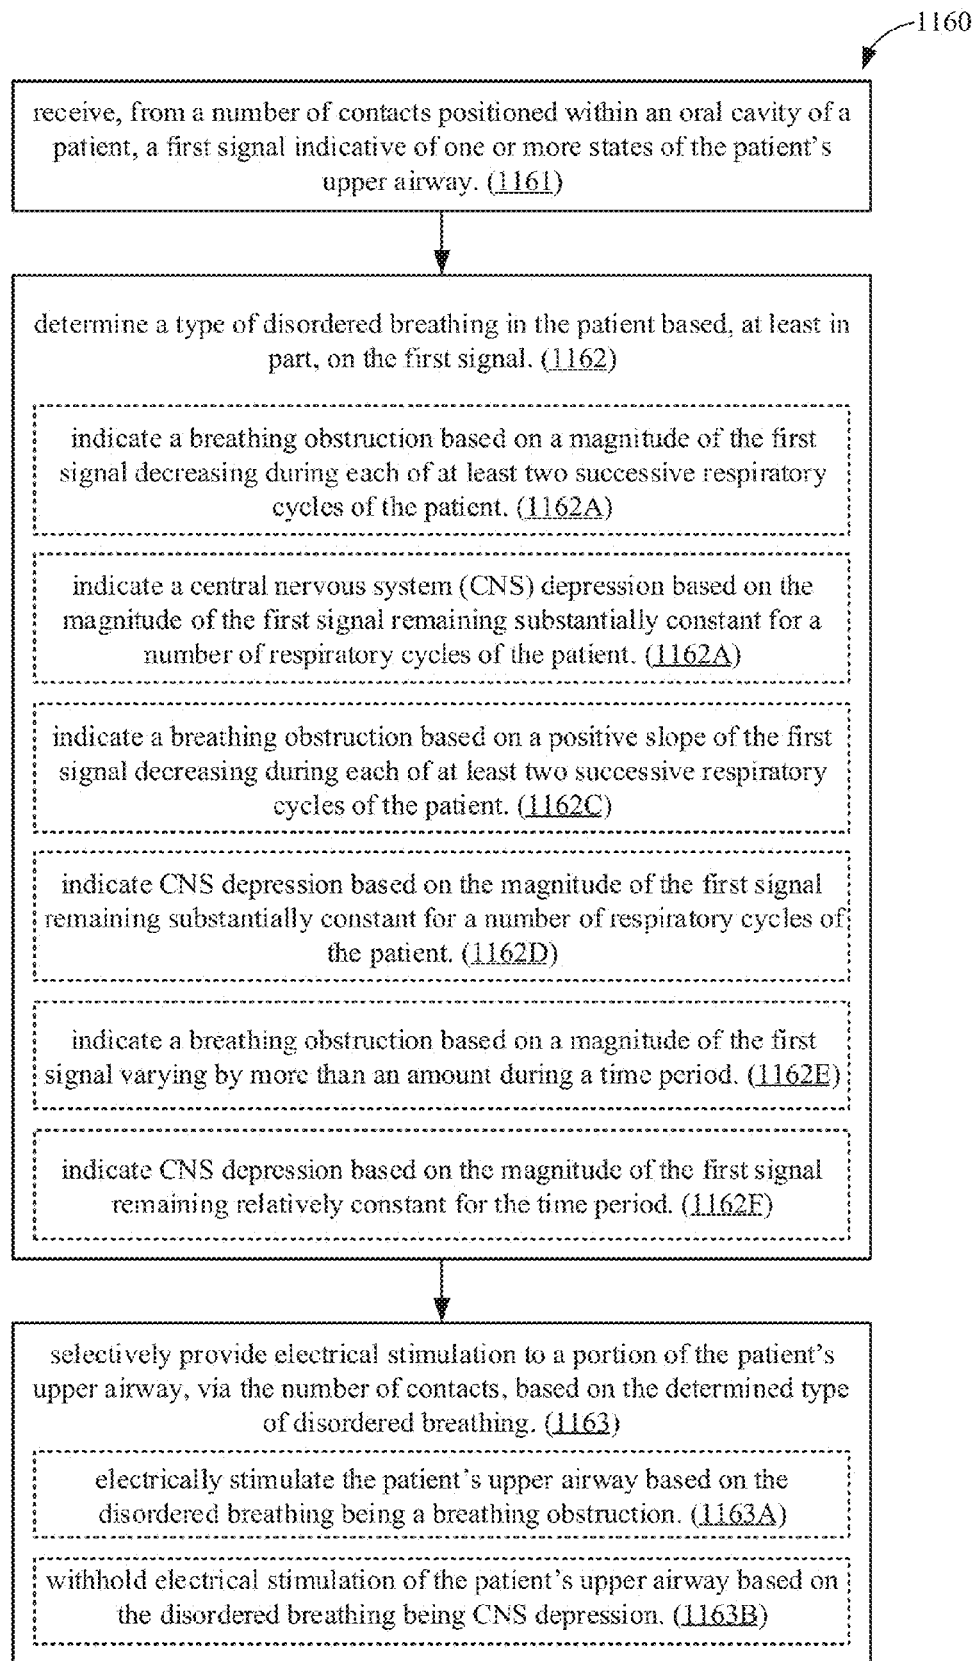 1160
receive, from a number of contacts positioned within an oral cavity of a
patient, a first signal indicative of one or more states of the patient's
upper airway. (1161)
determine a type of disordered breathing in the patient based, at least in
part, on the first signal. (1162)
indicate a breathing obstruction based on a magnitude of the first
signal decreasing during each of at least two successive respiratory
cycles of the patient. (1162A)
indicate a central nervous system (CNS) depression based on the
magnitude of the first signal remaining substantially constant for a
number of respiratory cycles of the patient. (1162A)
indicate a breathing obstruction based on a positive slope of the first
signal decreasing during each of at least two successive respiratory
cycles of the patient. (1162C)
indicate CNS depression based on the magnitude of the first signal
remaining substantially constant for a number of respiratory cycles of
the patient. (1162D)
indicate a breathing obstruction based on a magnitude of the first
signal varying by more than an amount during a time period. (1162E)
indicate CNS depression based on the magnitude of the first signal
remaining relatively constant for the time period. (1162F)
selectively provide electrical stimulation to a portion of the patient's
upper airway, via the number of contacts, based on the determined type
of disordered breathing. (1163)
electrically stimulate the patient's upper airway based on the
disordered breathing being a breathing obstruction. (1163A)
withhold electrical stimulation of the patient's upper airway based on
the disordered breathing being CNS depression. (1163B)